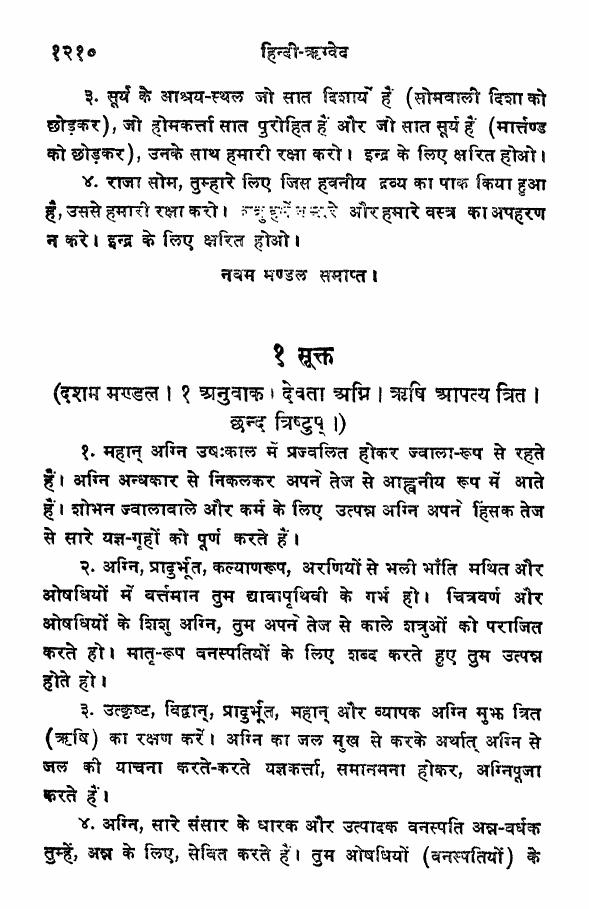 १२१० हिन्दी-ऋग्वेद
३. सूर्य के आश्रय-स्थल जो सात दिशायें हैं (सोमवाली दिशा को
छोड़कर), जो होमकर्त्ता सात पुरोहित हैं और जो सात सूर्य हैं (मार्त्तण्ड
को छोड़कर), उनके साथ हमारी रक्षा करो। इन्द्र के लिए क्षरित होओ।
४. राजा सोम, तुम्हारे लिए जिस हवनीय द्रव्य का पाक किया हुआ
है, उससे हमारी रक्षा करो। और हमारे वस्त्र का अपहरण
न करे। इन्द्र के लिए क्षरित होओ।
नवम मण्डल समाप्त।
१ सूक्त
(दशम मण्डल। १ अनुवाक। देवता अग्नि। ऋषि आपत्य त्रित।
छन्द त्रिष्टुप्।)
१. महान् अग्नि उषःकाल में प्रज्वलित होकर ज्वाला-रूप से रहते
हैं। अग्नि अन्धकार से निकलकर अपने तेज से आह्वनीय रूप में आते
हैं। शोभन ज्वालावाले और कर्म के लिए उत्पन्न अग्नि अपने हिंसक तेज
से सारे यज्ञ-गृहों को पूर्ण करते हैं।
२. अग्नि, प्रादुर्भूत, कल्याणरूप, अरणियों से भली भाँति मथित और
ओषधियों में वर्त्तमान तुम द्यावापृथिवी के गर्भ हो। चित्रवर्ण और
ओषधियों के शिशु अग्नि, तुम अपने तेज से काले शत्रुओं को पराजित
करते हो। मातृ-रूप वनस्पतियों के लिए शब्द करते हुए तुम उत्पन्न
होते हो।
३. उत्कृष्ट, विद्वान्, प्रादुर्भूत, महान् और व्यापक अग्नि मुझ त्रित
(ऋषि) का रक्षण करें। अग्नि का जल मुख से करके अर्थात् अग्नि से
जल की याचना करते-करते यज्ञकर्त्ता, समानमना होकर, अग्निपूजा
करते हैं।
४. अग्नि, सारे संसार के धारक और उत्पादक वनस्पति अन्न-वर्धक
तुम्हें, अन्न के लिए, सेवित करते हैं। तुम ओषधियों (वनस्पतियों) के